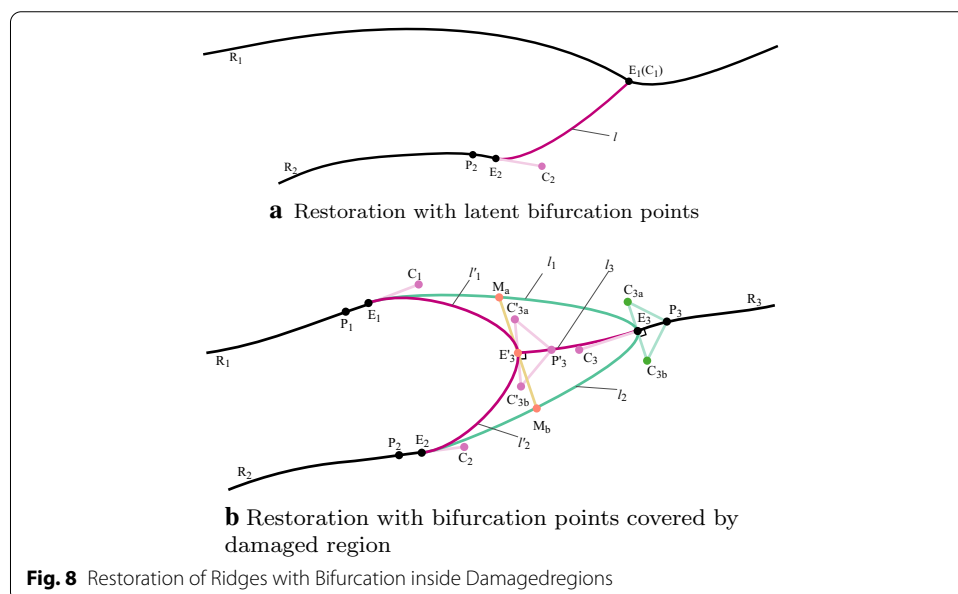 R1
E1(C1)
l
R2
P2
E2
C2
a Restoration with latent bifurcation points
C1
l'1
Ma
l1
l3
C3a
P3
R3
P1
E1
C'3a
E3
R1
E'3
P'3
C3
C3b
C'3b
l2
Mb
P2
E2
l'2
C2
R2
b Restoration with bifurcation points covered by
damaged region
Fig. 8 Restoration of Ridges with Bifurcation inside Damagedregions